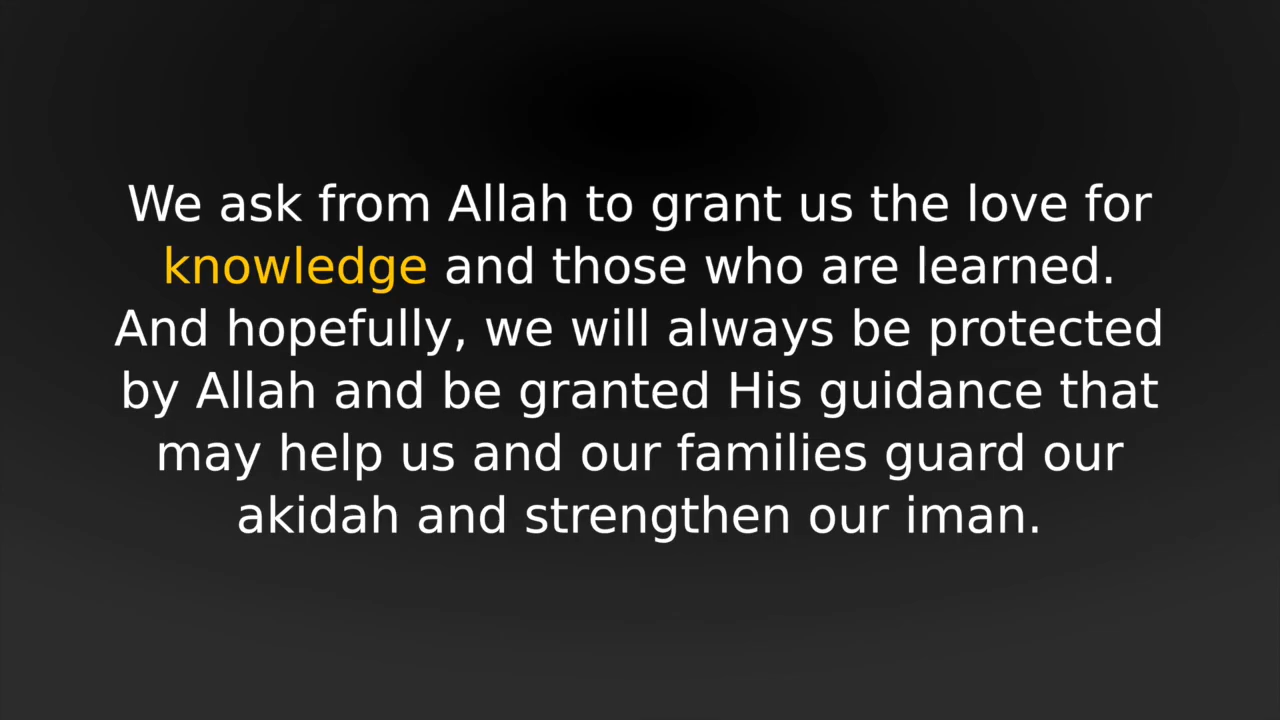 We ask from Allah to grant us the love for
knowledge and those who are learned.
And hopefully, we will always be protected
by Allah and be granted His guidance that
may help us and our families guard our
akidah and strengthen our iman.